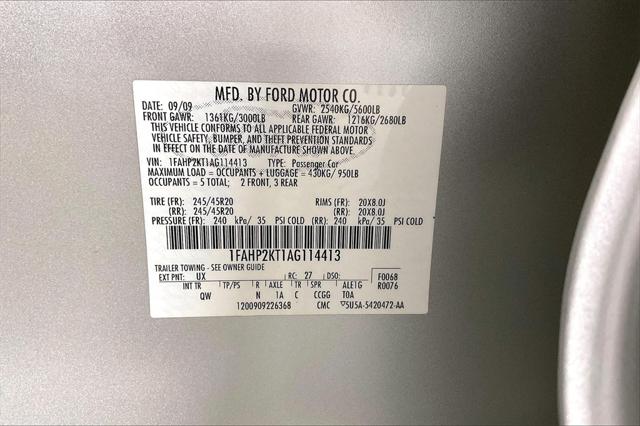 MFD. BY FORD MOTOR CO.
DATE: 09/09 GVWR: 2540KG/5600LB
FRONT GAWR: 1361KG/3000LB REAR GAWR: 1216KG/2680LB
THIS VEHICLE CONFORMS TO ALL APPLICABLE FEDERAL MOTOR
VEHICLE SAFETY, BUMPER, AND THEFT PREVENTION STANDARDS
IN EFFECT ON THE DATE OF MANUFACTURE SHOWN ABOVE.
VIN: 1FAHP2KT1AG114413 TYPE: Passenger Car
MAXIMUM LOAD = OCCUPANTS + LUGGAGE = 430KG/ 950LB
OCCUPANTS = 5 TOTAL; 2 FRONT, 3 REAR
TIRE (FR): 245/45R20 RIMS (FR): 20X8.0J
(RR): 245/45R20 (RR): 20X8.0J
PRESSURE (FR): 240 kPa/ 35 PSI COLD (RR): 240 kPa/ 35 PSI COLD
1FAHP2KT1AG114413
TRAILER TOWING - SEE OWNER GUIDE
EXT PNT: UX RC: 27 DSO: F0068
INT TR TP/PS R AXLE TR SPR ALE1G R0076
QW N 1A C CCGG T0A
1200909226368 CMC ▽5U5A-5420472-AA